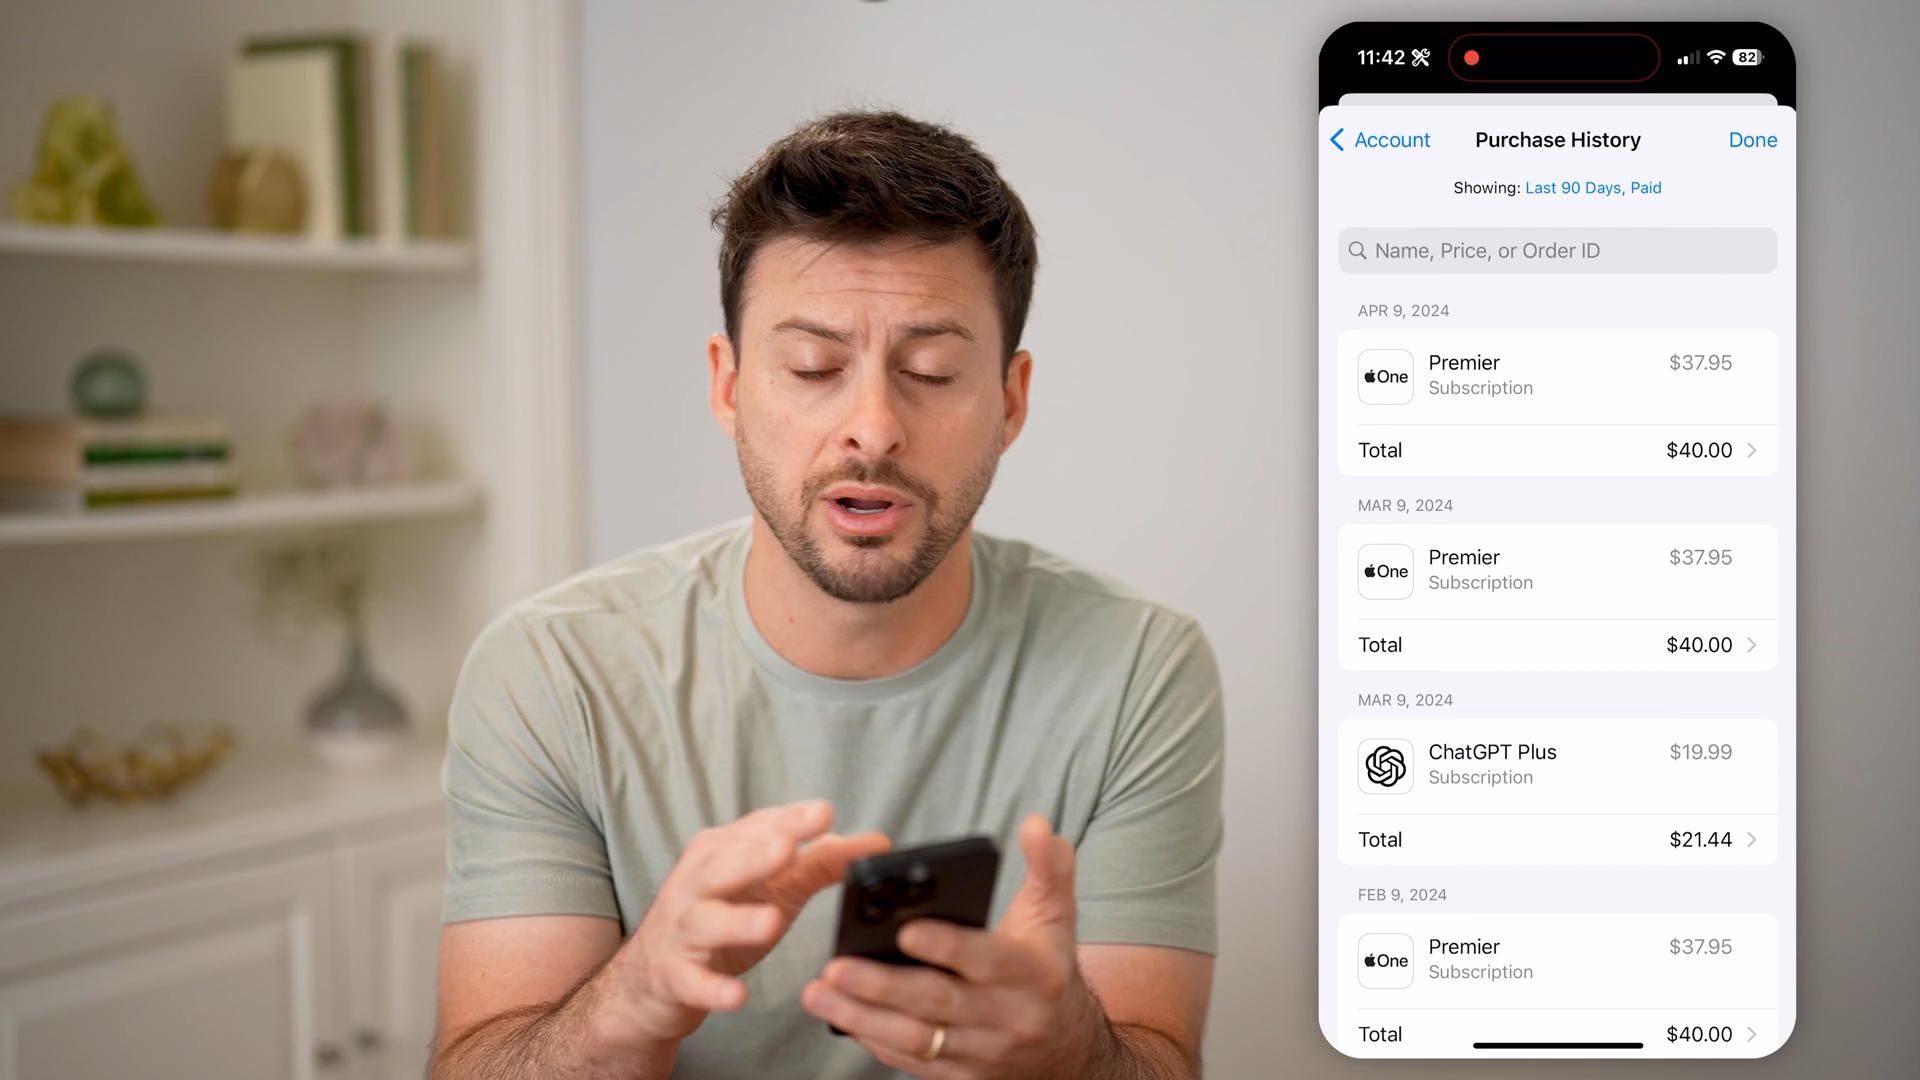 11:42
82
Account
Purchase History
Done
Showing: Last 90 Days, Paid
Name, Price, or Order ID
APR 9, 2024
One
Premier
$37.95
Subscription
Total
$40.00
MAR 9, 2024
One
Premier
$37.95
Subscription
Total
$40.00
MAR 9, 2024
ChatGPT Plus
$19.99
Subscription
Total
$21.44
FEB 9, 2024
One
Premier
$37.95
Subscription
Total
$40.00